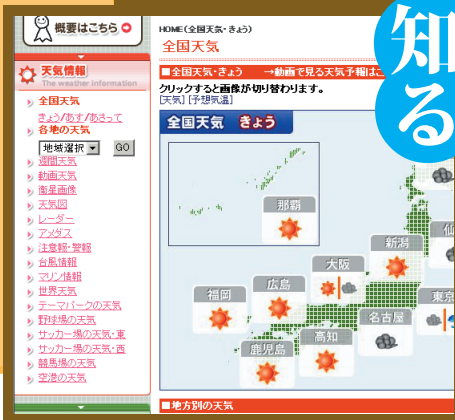 知る
概要はこちら
天気情報
The weather information
全国天気
きょう/あす/あさって
各地の天気
地域選択
GO
週間天気
動画天気
衛星画像
天気図
レーダー
アメダス
注意報・警報
台風情報
マリン情報
世界天気
テーマパークの天気
野球場の天気
サッカー場の天気・東
サッカー場の天気・西
競馬場の天気
空港の天気
HOME(全国天気・きょう)
全国天気
■全国天気・きょう →動画で見る天気予報はこ
クリックすると画像が切り替わります。
[天気] [予想気温]
全国天気 きょう
那覇
新潟
仙
大阪
広島
福岡
東京
名古屋
高知
鹿児島
■地方別の天気